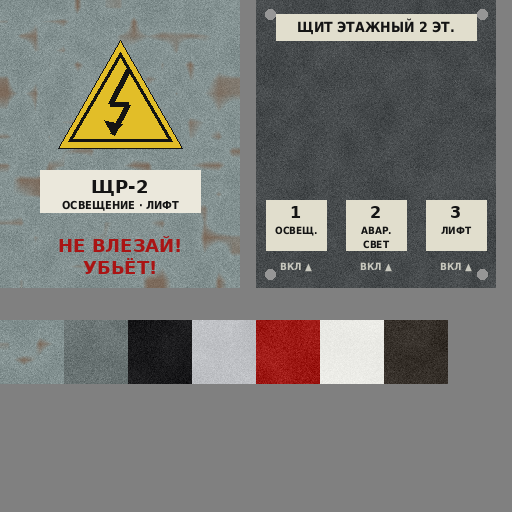 ЩР-2
ОСВЕЩЕНИЕ · ЛИФТ
НЕ ВЛЕЗАЙ!
УБЬЁТ!
ЩИТ ЭТАЖНЫЙ 2 ЭТ.
1
ОСВЕЩ.
ВКЛ ▲
2
АВАР.
СВЕТ
ВКЛ ▲
3
ЛИФТ
ВКЛ ▲